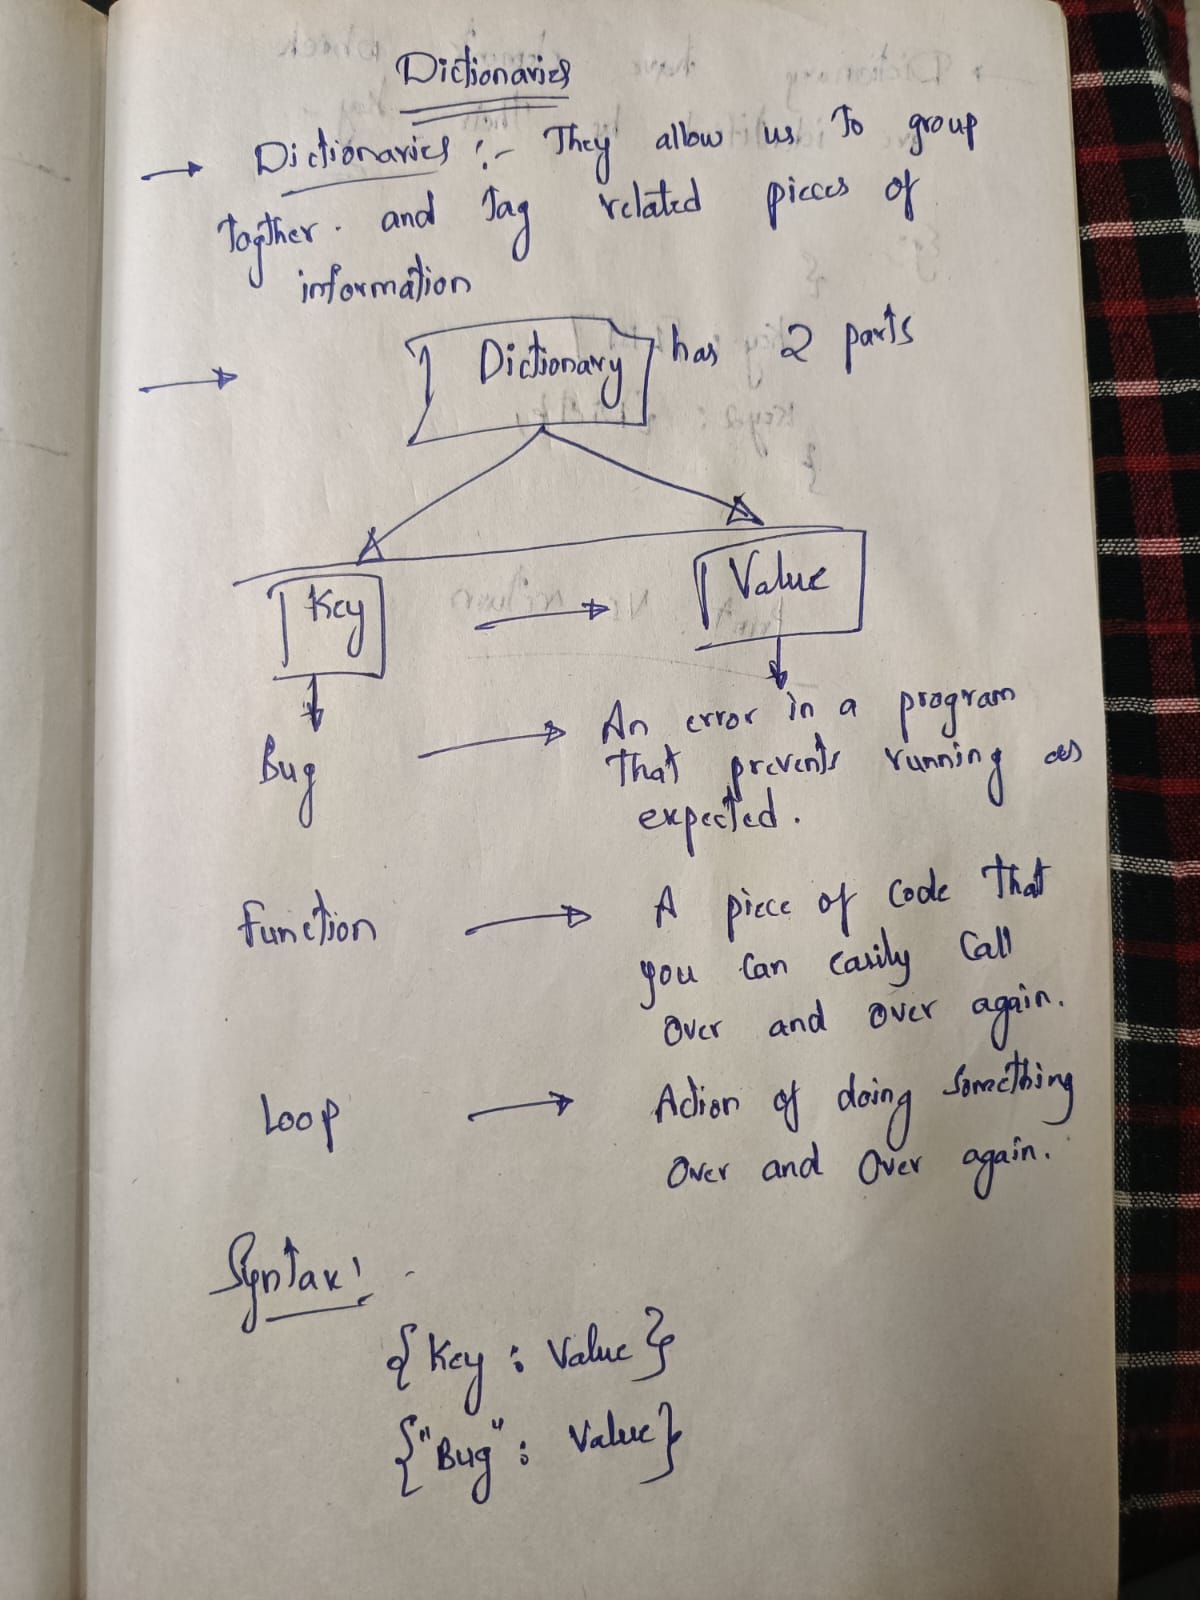 Dictionaries
→ Dictionaries :- They allow us to group
togther. and Tag related pieces of
information
→ Dictionary has 2 parts
Key → Value
Bug → An error in a program
that prevents running as
expected.
Function → A piece of code that
you can easily call
over and over again.
Loop → Action of doing something
over and over again.
Syntax:-
{Key : Value}
{"Bug" : Value}